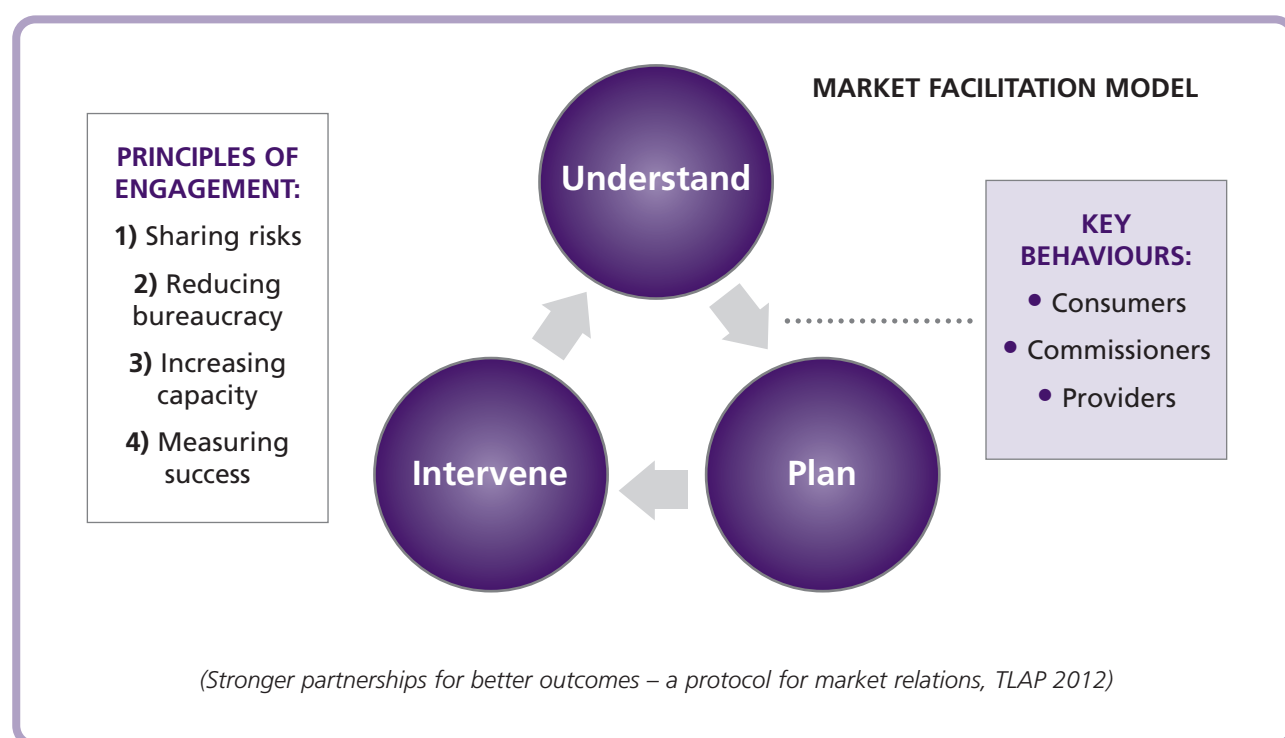 MARKET FACILITATION MODEL
PRINCIPLES OF
ENGAGEMENT:
1) Sharing risks
2) Reducing
bureaucracy
3) Increasing
capacity
4) Measuring
success
Understand
KEY
BEHAVIOURS:
• Consumers
• Commissioners
• Providers
Intervene
Plan
(Stronger partnerships for better outcomes – a protocol for market relations, TLAP 2012)